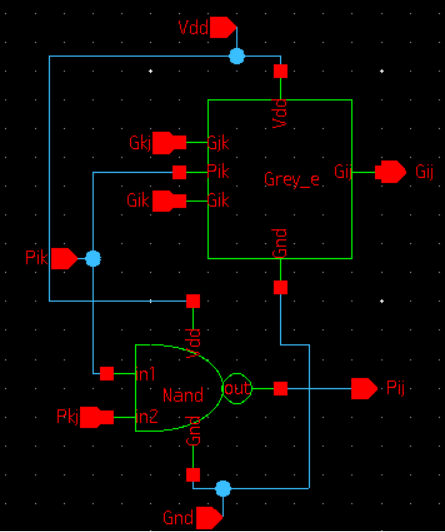 Vdd
Vdd
Gkj Gjk
Pik Grey_e Gij Gij
Gik Gik
Gnd
Pik
Vdd
in1
Nand out Pij
Pkj in2
Gnd
Gnd